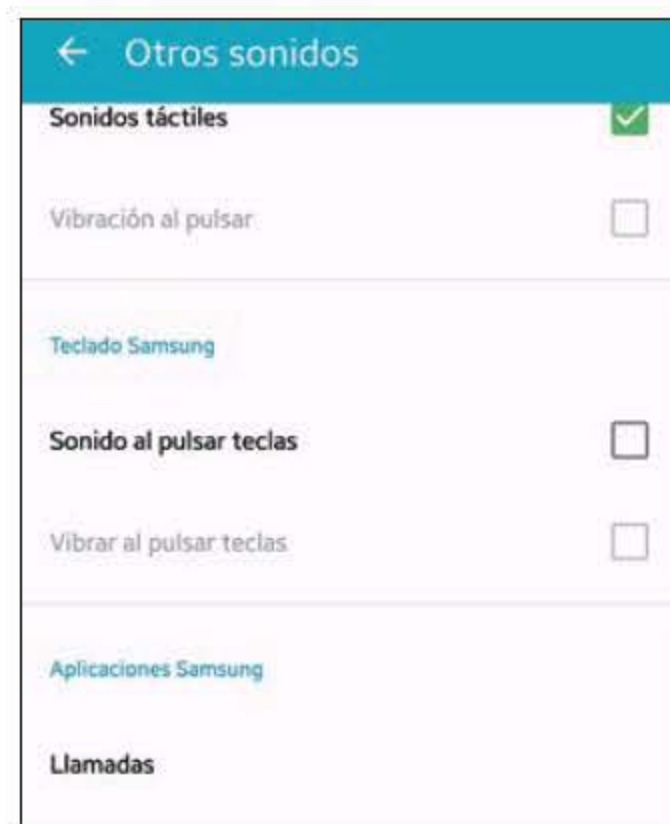 Otros sonidos
Sonidos táctiles
Vibración al pulsar
Teclado Samsung
Sonido al pulsar teclas
Vibrar al pulsar teclas
Aplicaciones Samsung
Llamadas